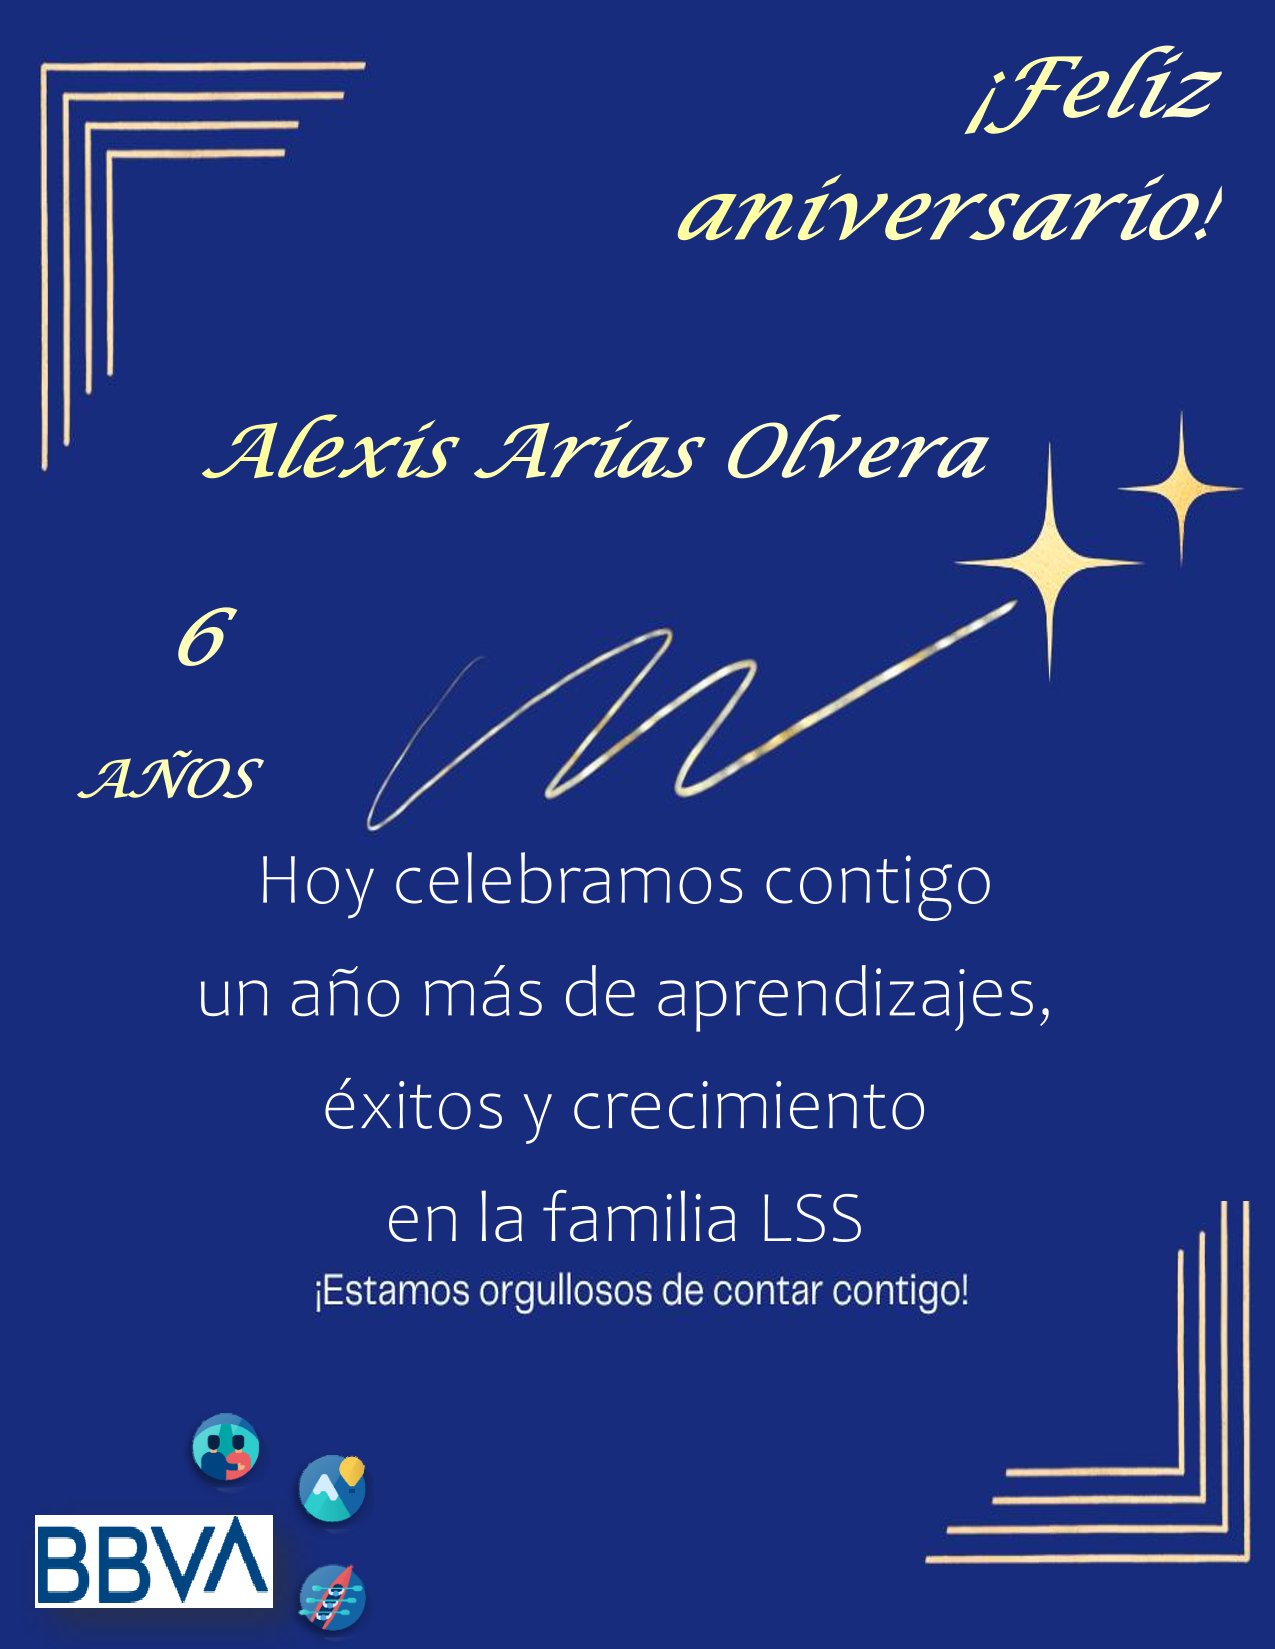 ¡Feliz
aniversario!
Alexis Arias Olvera
6
AÑOS
Hoy celebramos contigo
un año más de aprendizajes,
éxitos y crecimiento
en la familia LSS
¡Estamos orgullosos de contar contigo!
BBVA